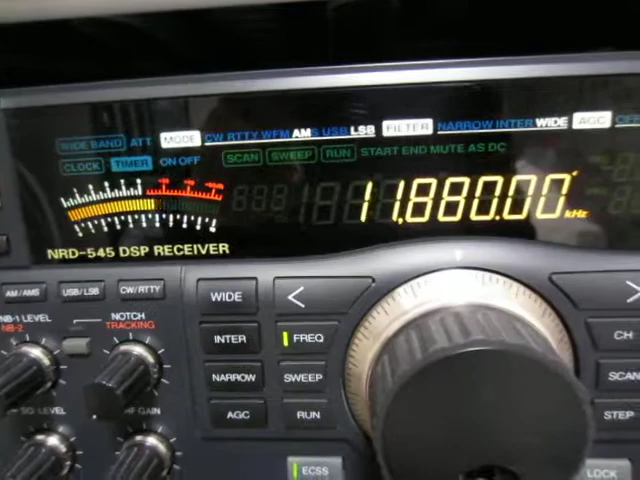 WIDE BAND ATT MODE CW RTTY WFM AMS USB LSB FILTER NARROW INTER WIDE AGC OFF
CLOCK TIMER ON OFF SCAN SWEEP RUN START END MUTE AS DC
11,880.00 kHz
NRD-545 DSP RECEIVER
AM/AMS USB/LSB CW/RTTY WIDE < >
NB-1 LEVEL NOTCH
NB-2 TRACKING INTER FREQ CH
NARROW SWEEP SCAN
SQ LEVEL RF GAIN AGC RUN STEP
ECSS LOCK